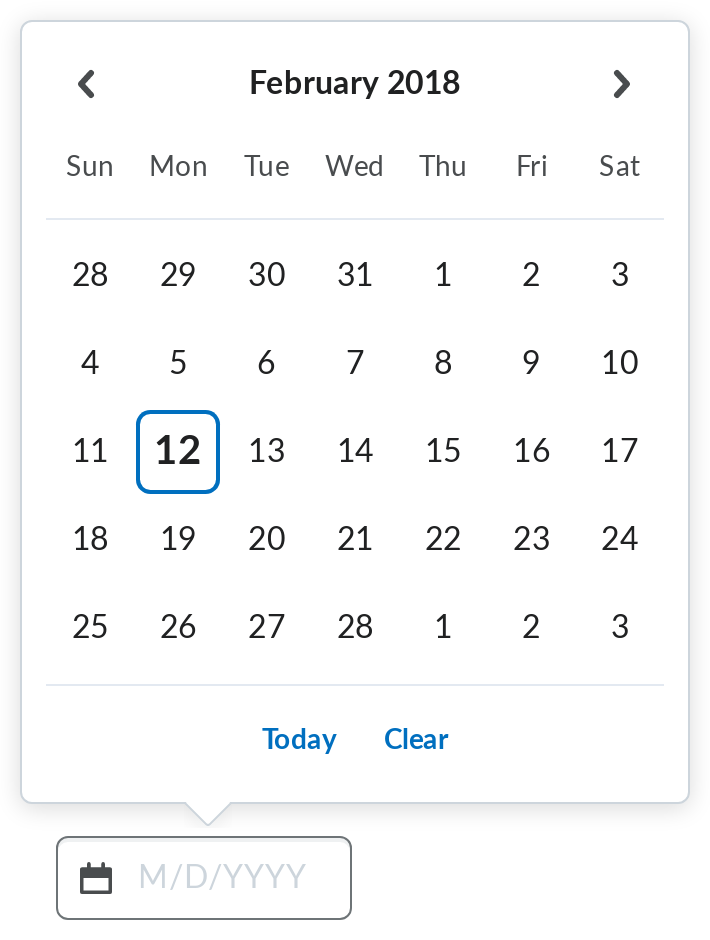 February 2018
Sun Mon Tue Wed Thu Fri Sat
28 29 30 31 1 2 3
4 5 6 7 8 9 10
11 12 13 14 15 16 17
18 19 20 21 22 23 24
25 26 27 28 1 2 3
Today Clear
M/D/YYYY